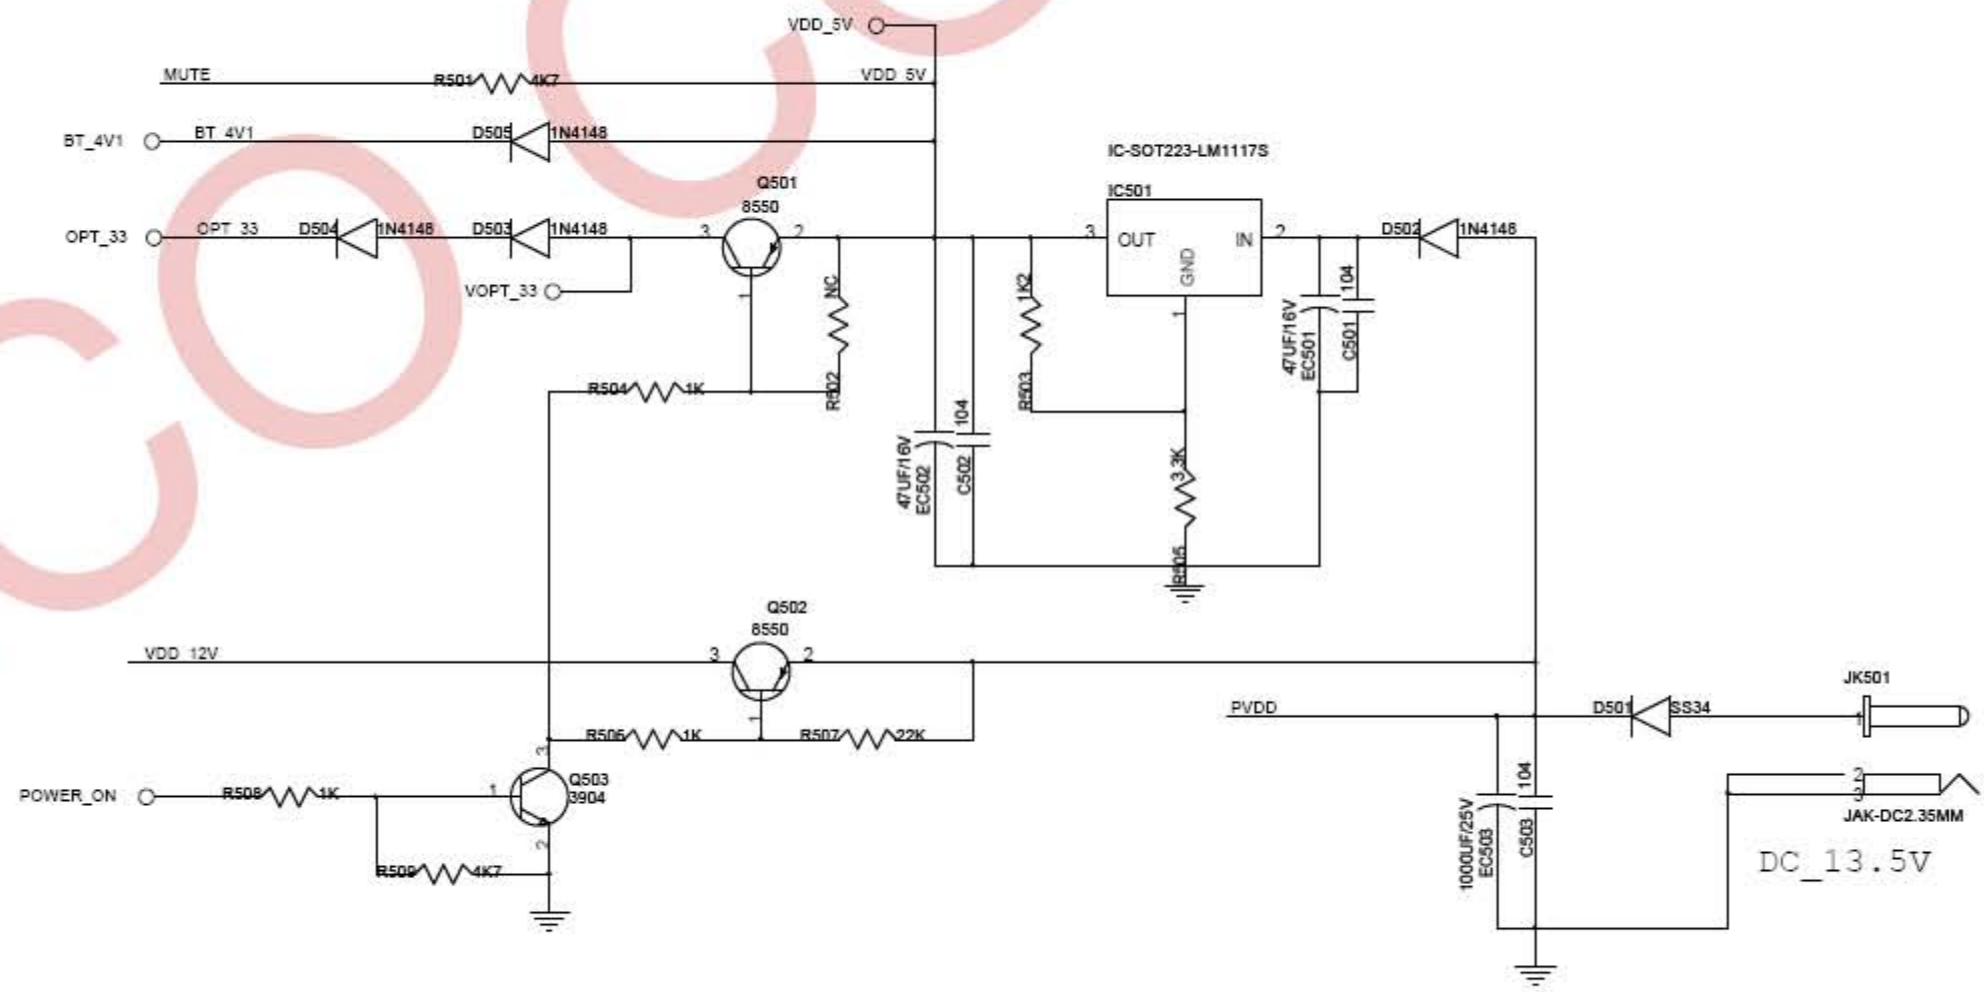 VDD_5V
MUTE
R501
4K7
VDD_5V
BT_4V1
BT_4V1
D505
1N4148
IC-SOT223-LM1117S
Q501
8550
IC501
OPT_33
OPT_33
D504
1N4148
D503
1N4148
3
2
3
OUT
IN
2
GND
D502
1N4148
VOPT_33
1
NC
R502
1K2
R503
1
47UF/16V
EC501
104
C501
R504
1K
47UF/16V
EC502
104
C502
3.3K
R505
Q502
8550
VDD_12V
3
2
1
PVDD
D501
SS34
JK501
1
R506
1K
R507
22K
3
POWER_ON
R508
1K
1
Q503
3904
2
R509
4K7
1000UF/25V
EC503
104
C503
2
3
JAK-DC2.35MM
DC_13.5V
CO CO